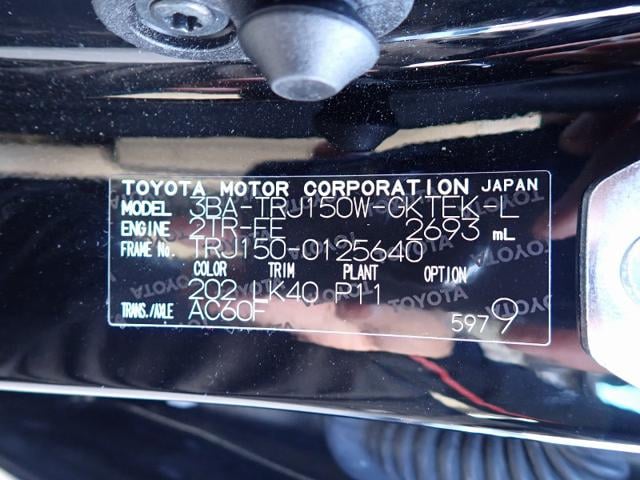 TOYOTA MOTOR CORPORATION JAPAN
MODEL 3BA-TRJ150W-GKTEK-L
ENGINE 2TR-FE 2693 mL
FRAME No. TRJ150-0125640
COLOR TRIM PLANT OPTION
202 LK40 P11
TRANS./AXLE AC60F
5979